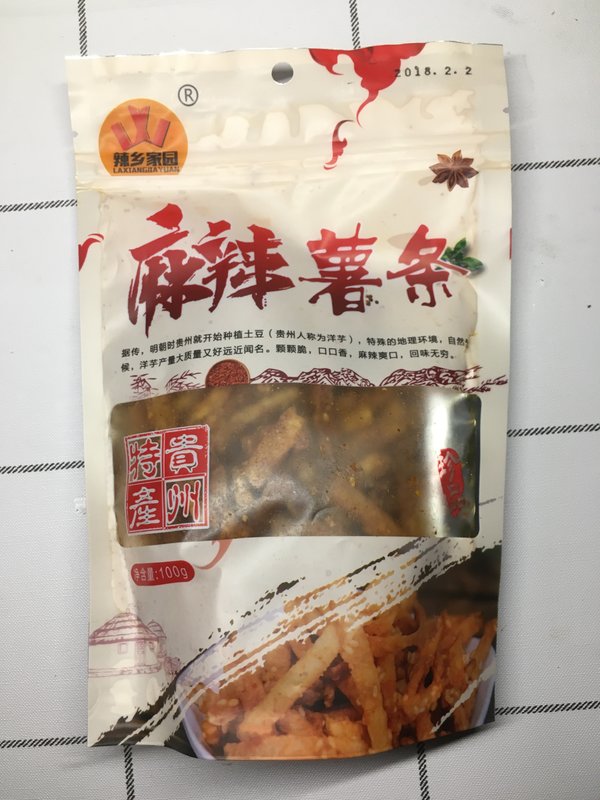 2018.2.2
®
辣乡家园
LAXIANGJIAYUAN
麻辣薯条
据传，明朝时贵州就开始种植土豆（贵州人称为洋芋），特殊的地理环境，自然
候，洋芋产量大质量又好远近闻名。颗颗脆，口口香，麻辣爽口，回味无穷。
貴州
特產
净含量:100g